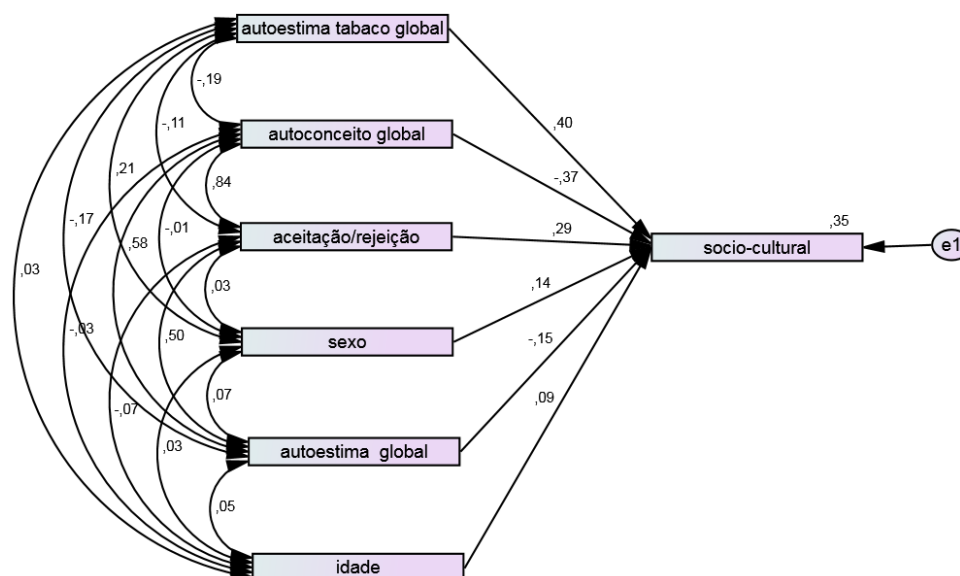 autoestima tabaco global
-,19
-,11
,40
autoconceito global
,21
-,37
,84
-,17
-,01
,58
aceitação/rejeição
,29
,35
socio-cultural
e1
,03
,03
,14
-,03
,50
sexo
-,15
,07
-,07
,09
,03
autoestima global
,05
idade